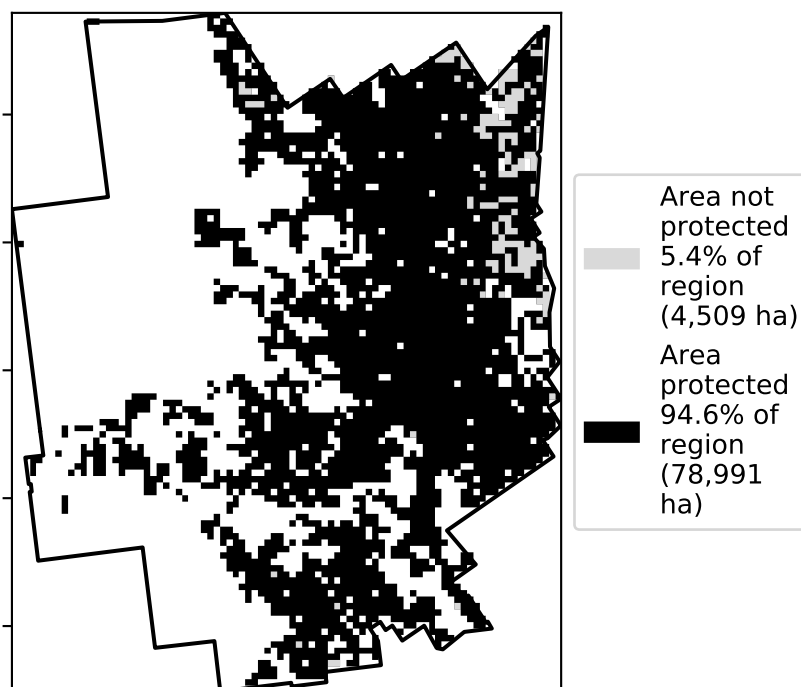 Area not
protected
5.4% of
region
(4,509 ha)
Area
protected
94.6% of
region
(78,991
ha)